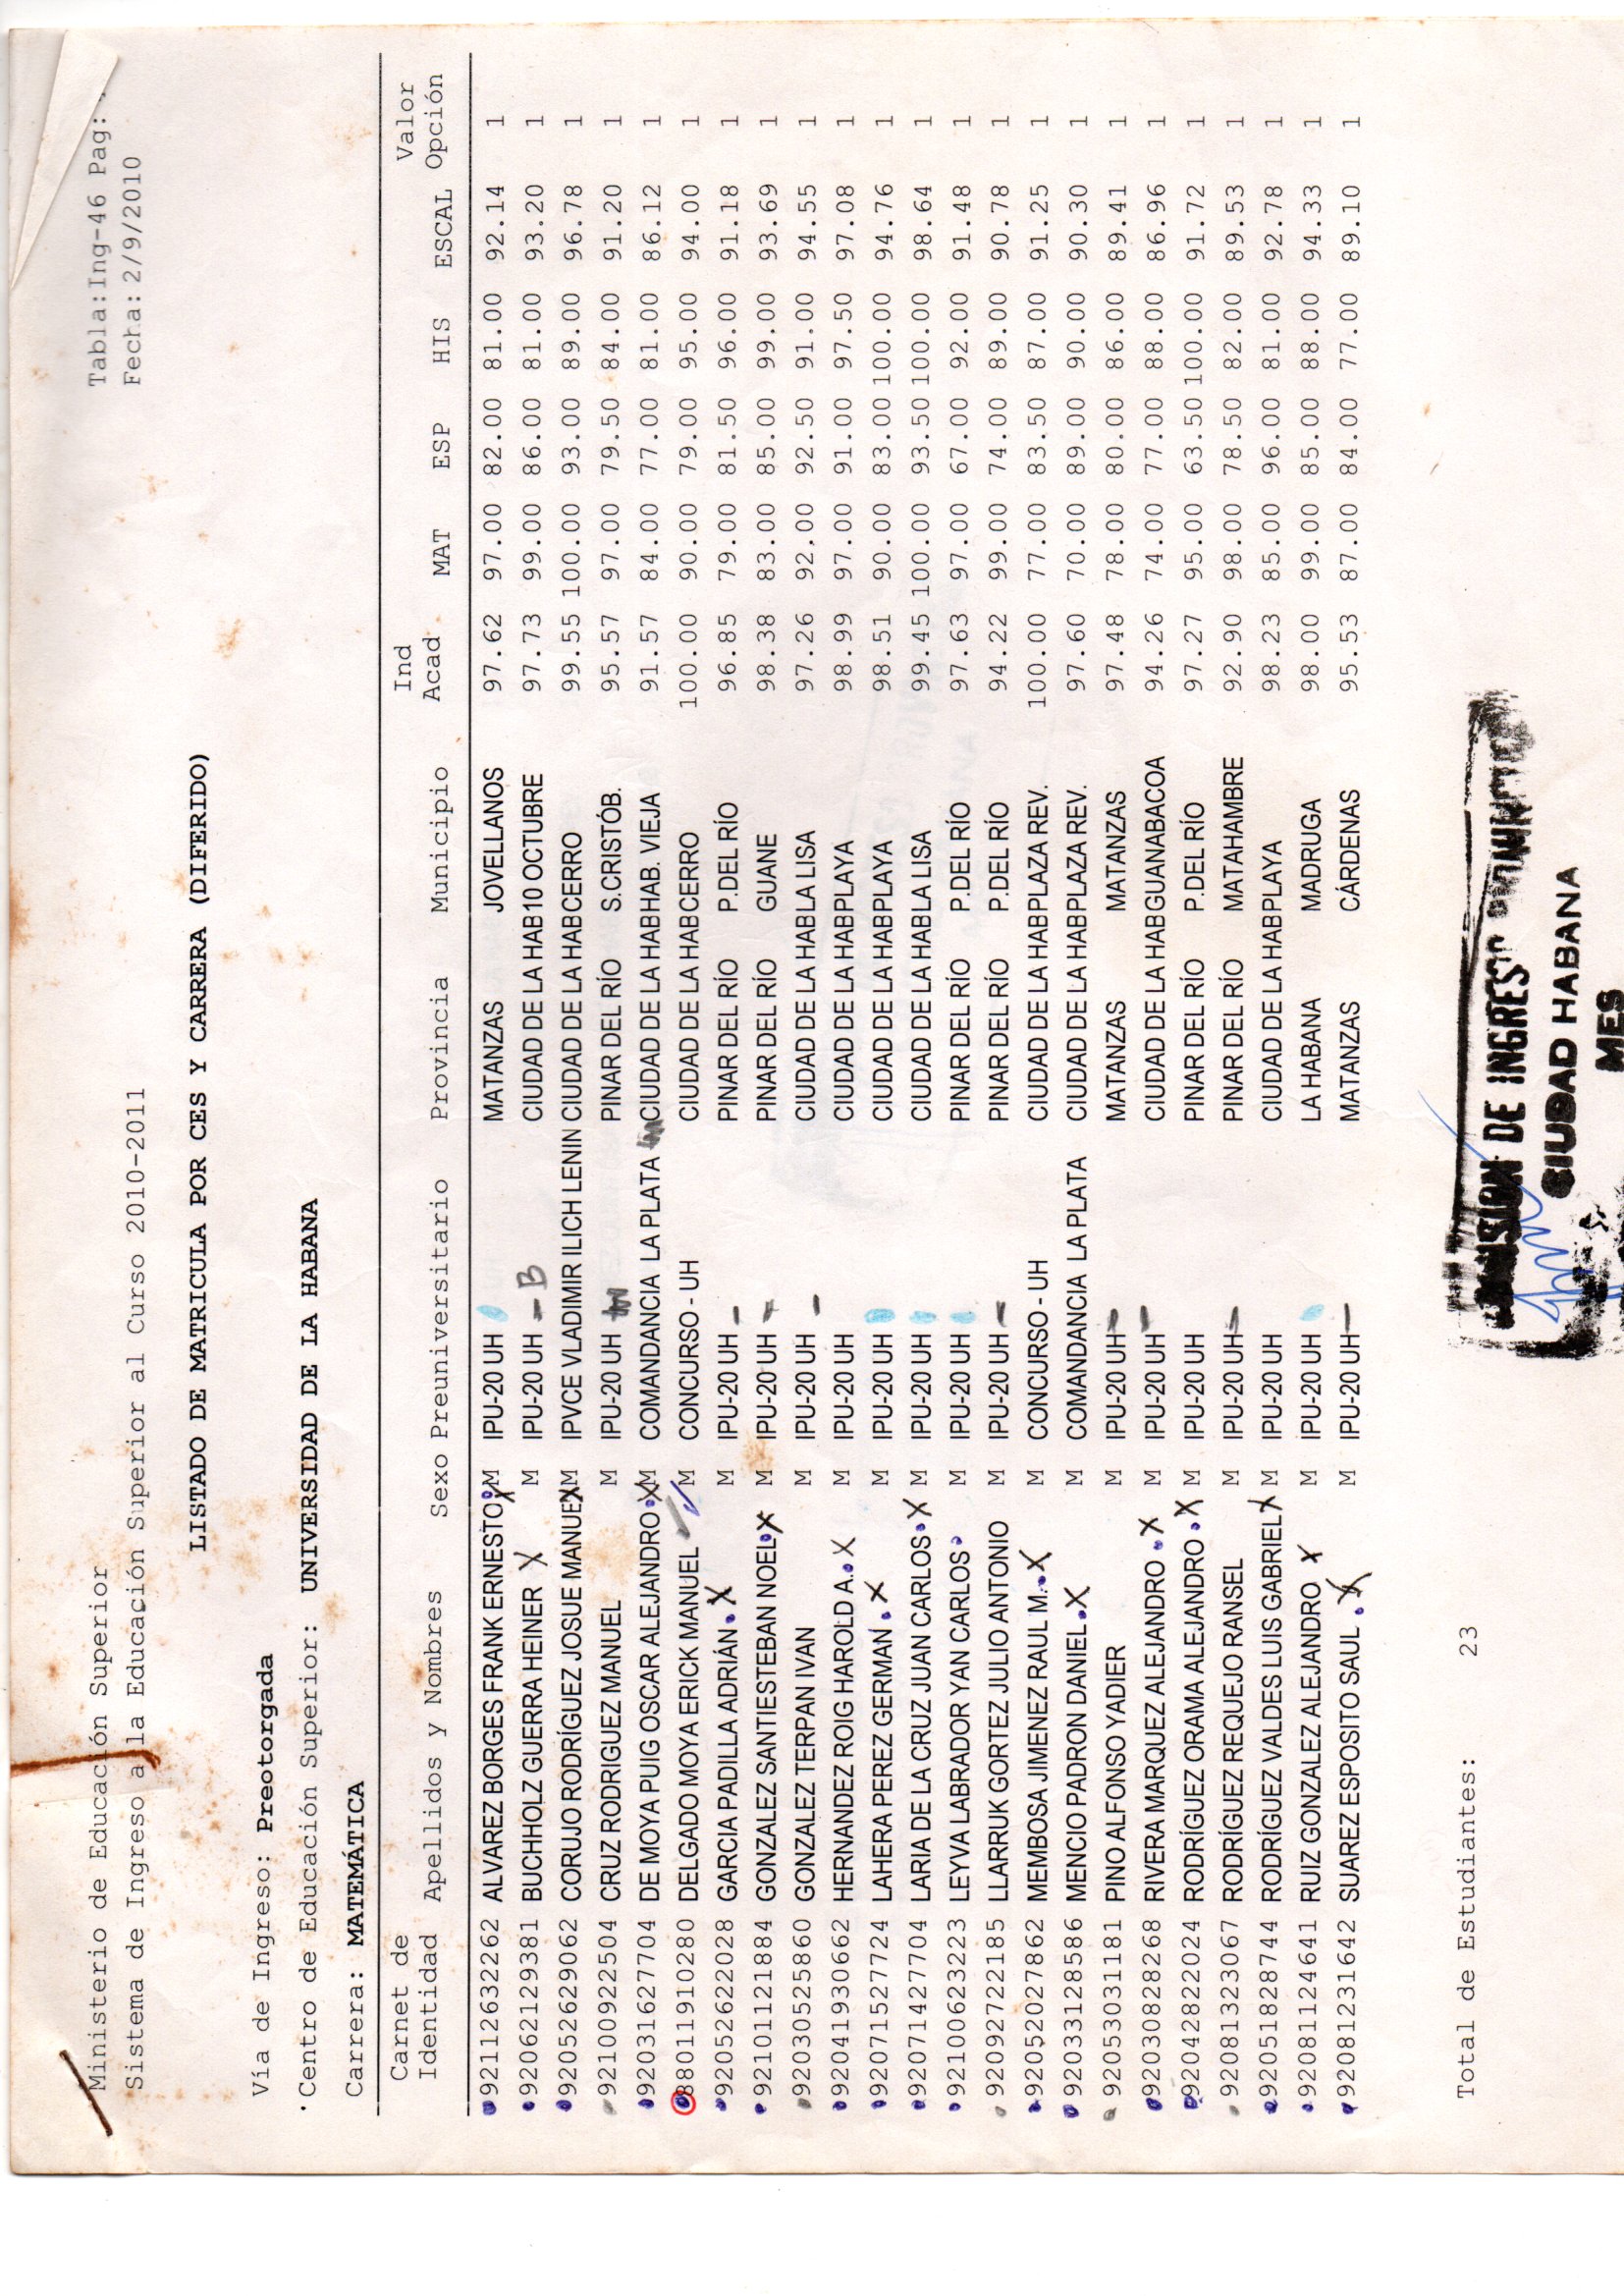 Ministerio de Educación Superior
Tabla:Ing-46 Pag:
Sistema de Ingreso a la Educación Superior al Curso 2010-2011
Fecha: 2/9/2010
LISTADO DE MATRICULA POR CES Y CARRERA (DIFERIDO)
Vía de Ingreso: Preotorgada
Centro de Educación Superior: UNIVERSIDAD DE LA HABANA
Carrera: MATEMÁTICA
Carnet de Identidad Apellidos y Nombres Sexo Preuniversitario Provincia Municipio Ind Acad MAT ESP HIS ESCAL Valor Opción
92112632262 ALVAREZ BORGES FRANK ERNESTO X M IPU-20 UH MATANZAS JOVELLANOS 97.62 97.00 82.00 81.00 92.14 1
92062129381 BUCHHOLZ GUERRA HEINER X M IPU-20 UH - B CIUDAD DE LA HAB 10 OCTUBRE 97.73 99.00 86.00 81.00 93.20 1
92052629062 CORUJO RODRÍGUEZ JOSUE MANUE X M IPVCE VLADIMIR ILICH LENIN CIUDAD DE LA HAB CERRO 99.55 100.00 93.00 89.00 96.78 1
92100922504 CRUZ RODRIGUEZ MANUEL M IPU-20 UH PINAR DEL RÍO S.CRISTÓB. 95.57 97.00 79.50 84.00 91.20 1
92031627704 DE MOYA PUIG OSCAR ALEJANDRO X M COMANDANCIA LA PLATA CIUDAD DE LA HAB HAB. VIEJA 91.57 84.00 77.00 81.00 86.12 1
88011910280 DELGADO MOYA ERICK MANUEL M CONCURSO - UH CIUDAD DE LA HAB CERRO 100.00 90.00 79.00 95.00 94.00 1
92052622028 GARCIA PADILLA ADRIÁN X M IPU-20 UH PINAR DEL RÍO P.DEL RÍO 96.85 79.00 81.50 96.00 91.18 1
92101121884 GONZALEZ SANTIESTEBAN NOEL X M IPU-20 UH PINAR DEL RÍO GUANE 98.38 83.00 85.00 99.00 93.69 1
92030525860 GONZALEZ TERPAN IVAN M IPU-20 UH CIUDAD DE LA HAB LA LISA 97.26 92.00 92.50 91.00 94.55 1
92041930662 HERNANDEZ ROIG HAROLD A. X M IPU-20 UH CIUDAD DE LA HAB PLAYA 98.99 97.00 91.00 97.50 97.08 1
92071527724 LAHERA PEREZ GERMAN X M IPU-20 UH CIUDAD DE LA HAB PLAYA 98.51 90.00 83.00 100.00 94.76 1
92071427704 LARIA DE LA CRUZ JUAN CARLOS X M IPU-20 UH CIUDAD DE LA HAB LA LISA 99.45 100.00 93.50 100.00 98.64 1
92100623223 LEYVA LABRADOR YAN CARLOS M IPU-20 UH PINAR DEL RÍO P.DEL RÍO 97.63 97.00 67.00 92.00 91.48 1
92092722185 LLARRUK GORTEZ JULIO ANTONIO M IPU-20 UH PINAR DEL RÍO P.DEL RÍO 94.22 99.00 74.00 89.00 90.78 1
92052027862 MEMBOSA JIMENEZ RAUL M. X M CONCURSO - UH CIUDAD DE LA HAB PLAZA REV. 100.00 77.00 83.50 87.00 91.25 1
92033128586 MENCIO PADRON DANIEL X M COMANDANCIA LA PLATA CIUDAD DE LA HAB PLAZA REV. 97.60 70.00 89.00 90.00 90.30 1
92053031181 PINO ALFONSO YADIER M IPU-20 UH MATANZAS MATANZAS 97.48 78.00 80.00 86.00 89.41 1
92030828268 RIVERA MARQUEZ ALEJANDRO X M IPU-20 UH CIUDAD DE LA HAB GUANABACOA 94.26 74.00 77.00 88.00 86.96 1
92042822024 RODRÍGUEZ ORAMA ALEJANDRO X M IPU-20 UH PINAR DEL RÍO P.DEL RÍO 97.27 95.00 63.50 100.00 91.72 1
92081323067 RODRÍGUEZ REQUEJO RANSEL M IPU-20 UH PINAR DEL RÍO MATAHAMBRE 92.90 98.00 78.50 82.00 89.53 1
92051828744 RODRÍGUEZ VALDES LUIS GABRIEL X M IPU-20 UH CIUDAD DE LA HAB PLAYA 98.23 85.00 96.00 81.00 92.78 1
92081124641 RUIZ GONZALEZ ALEJANDRO X M IPU-20 UH LA HABANA MADRUGA 98.00 99.00 85.00 88.00 94.33 1
92081231642 SUAREZ ESPOSITO SAUL X M IPU-20 UH MATANZAS CÁRDENAS 95.53 87.00 84.00 77.00 89.10 1
Total de Estudiantes: 23
DE INGRESO
CIUDAD HABANA
MES